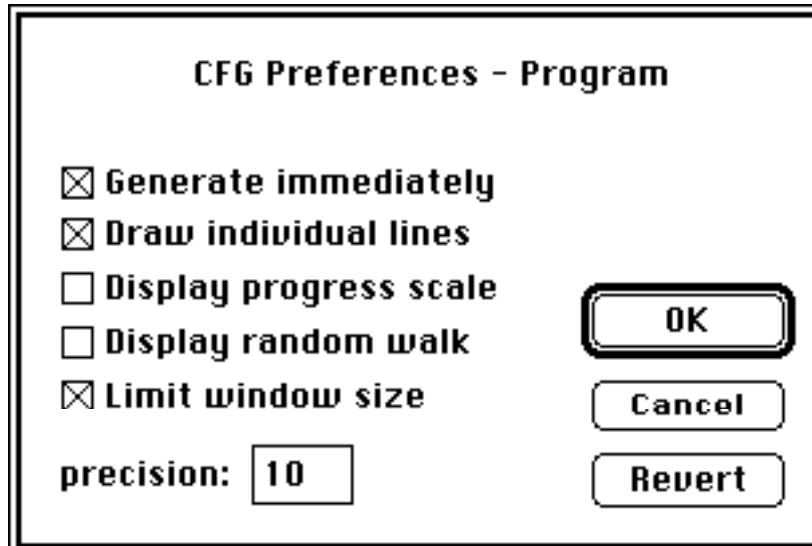 CFG Preferences - Program
Generate immediately
Draw individual lines
Display progress scale
Display random walk
Limit window size
OK
Cancel
precision: 10
Revert